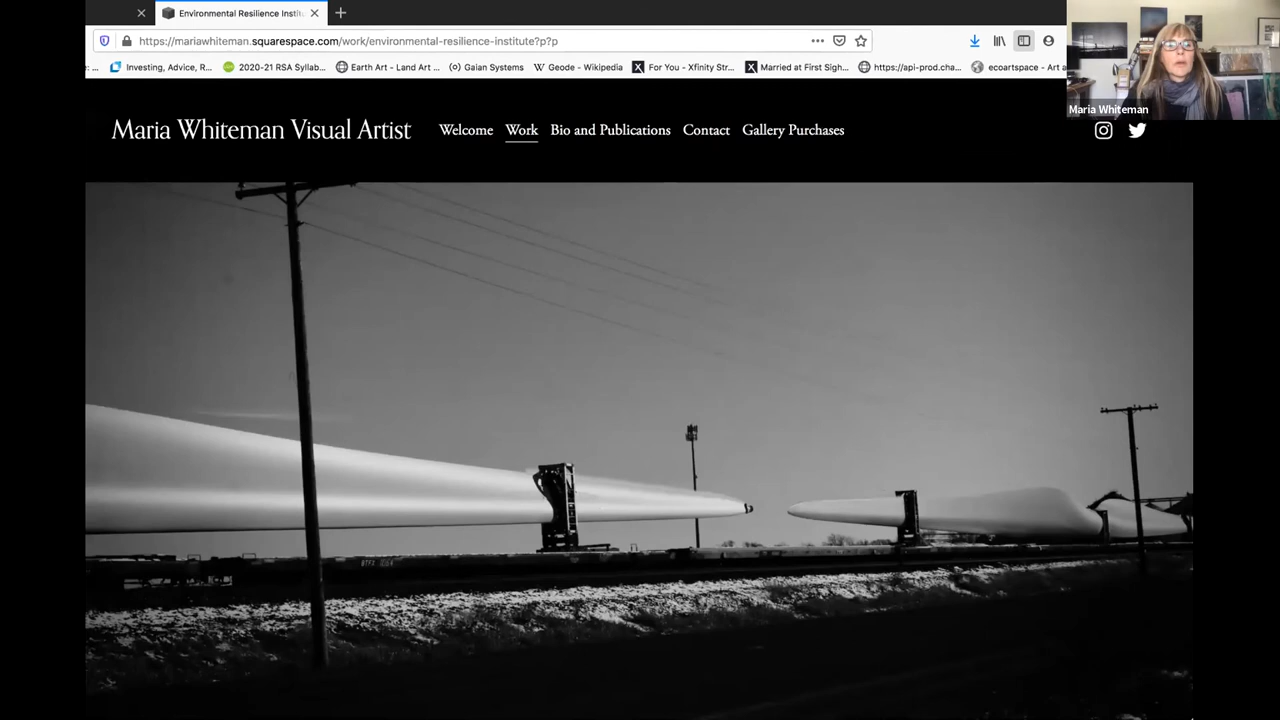 Environmental Resilience Instit
https://mariawhiteman.squarespace.com/work/environmental-resilience-institute?p?p
: ... Investing, Advice, R... 2020-21 RSA Syllab... Earth Art - Land Art ... Gaian Systems Geode - Wikipedia For You - Xfinity Str... Married at First Sigh... https://api-prod.cha... ecoartspace - Art a
Maria Whiteman
Maria Whiteman Visual Artist Welcome Work Bio and Publications Contact Gallery Purchases